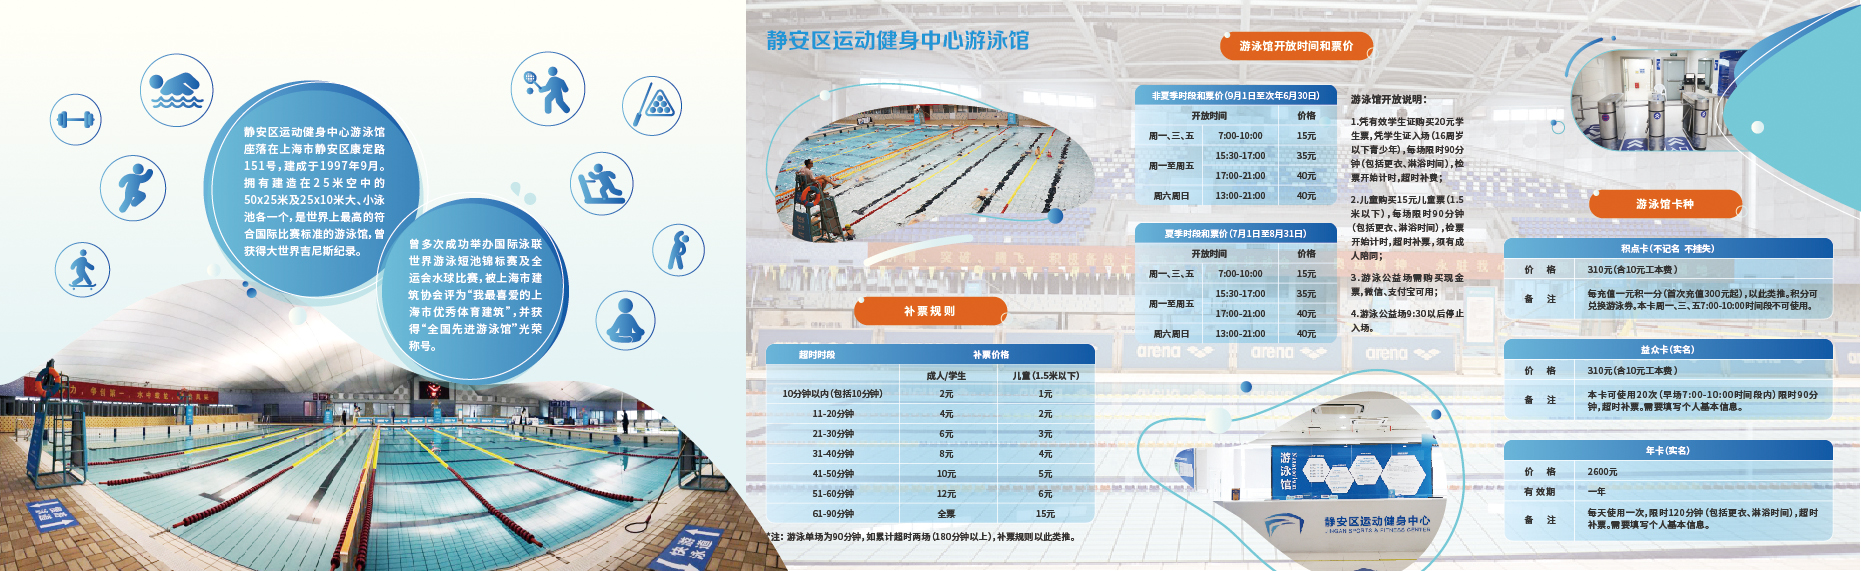 静安区运动健身中心游泳馆
座落在上海市静安区康定路
151号,建成于1997年9月。
拥有建造在25米空中的
50x25米及25x10米大、小泳
池各一个,是世界上最高的符
合国际比赛标准的游泳馆,曾
获得大世界吉尼斯纪录。
曾多次成功举办国际泳联
世界游泳短池锦标赛及全
运会水球比赛,被上海市建
筑协会评为“我最喜爱的上
海市优秀体育建筑”,并获
得“全国先进游泳馆”光荣
称号。
快游
泳道
静安区运动健身中心游泳馆
补票规则
超时时段 补票价格
成人/学生 儿童(1.5米以下)
10分钟以内(包括10分钟) 2元 1元
11-20分钟 4元 2元
21-30分钟 6元 3元
31-40分钟 8元 4元
41-50分钟 10元 5元
51-60分钟 12元 6元
61-90分钟 全票 15元
*注：游泳单场为90分钟,如累计超时两场(180分钟以上),补票规则以此类推。
游泳馆开放时间和票价
非夏季时段和票价(9月1日至次年6月30日)
开放时间 价格
周一、三、五 7:00-10:00 15元
周一至周五 15:30-17:00 35元
17:00-21:00 40元
周六周日 13:00-21:00 40元
夏季时段和票价(7月1日至8月31日)
开放时间 价格
周一、三、五 7:00-10:00 15元
周一至周五 15:30-17:00 35元
17:00-21:00 40元
周六周日 13:00-21:00 40元
游泳馆开放说明：
1.凭有效学生证购买20元学
生票,凭学生证入场(16周岁
以下青少年),每场限时90分
钟(包括更衣、淋浴时间),检
票开始计时,超时补费；
2.儿童购买15元儿童票(1.5
米以下),每场限时90分钟
(包括更衣、淋浴时间),检票
开始计时,超时补票,须有成
人陪同；
3.游泳公益场需购买现金
票,微信、支付宝可用；
4.游泳公益场9:30以后停止
入场。
arena
arena
arena
游泳馆
静安区运动健身中心
JINGAN SPORTS & FITNESS CENTER
游泳馆卡种
积点卡(不记名 不挂失)
价 格 310元(含10元工本费)
备 注 每充值一元积一分(首次充值300元起),以此类推。积分可
兑换游泳券。本卡周一、三、五7:00-10:00时间段不可使用。
益众卡(实名)
价 格 310元(含10元工本费)
备 注 本卡可使用20次(早场7:00-10:00时间段内)限时90分
钟,超时补票。需要填写个人基本信息。
年卡(实名)
价 格 2600元
有效期 一年
备 注 每天使用一次,限时120分钟(包括更衣、淋浴时间),超时
补票。需要填写个人基本信息。